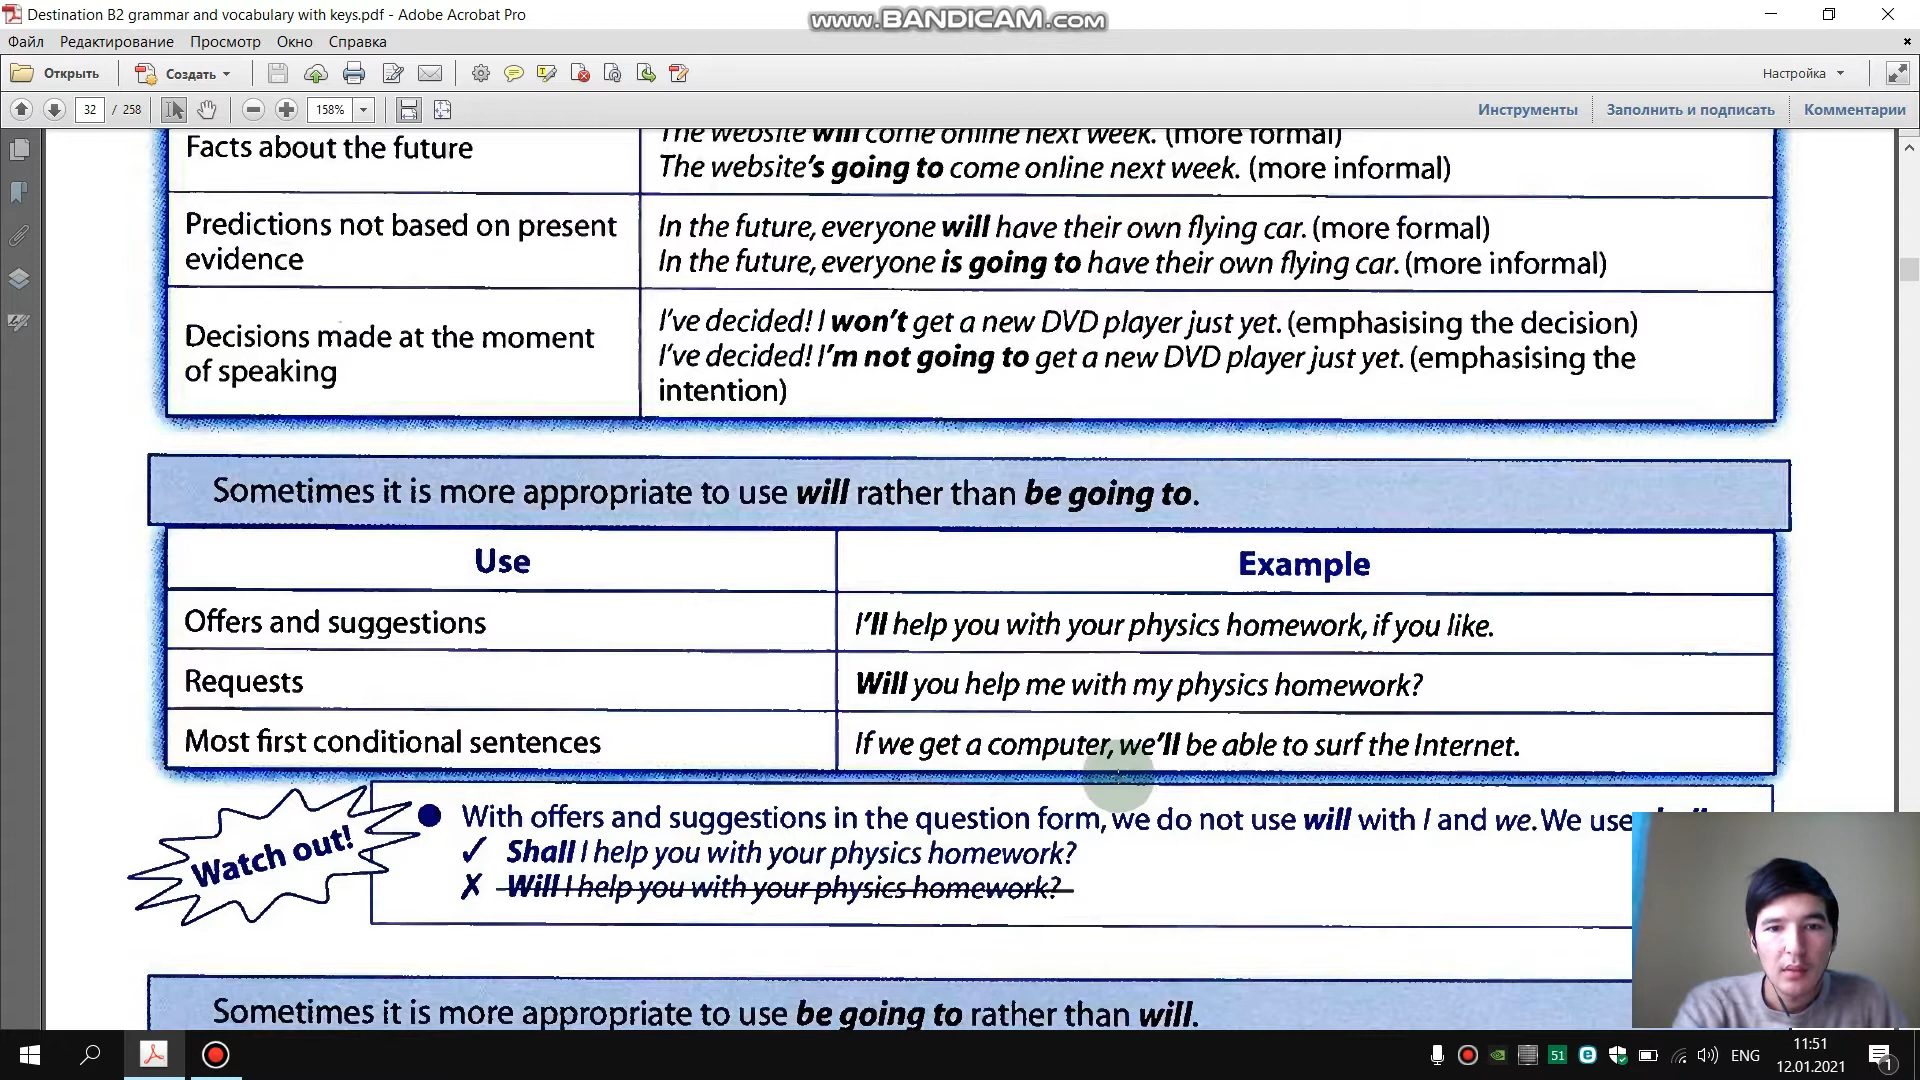 Destination B2 grammar and vocabulary with keys.pdf - Adobe Acrobat Pro
www.BANDICAM.com
Файл Редактирование Просмотр Окно Справка
Открыть Создать Настройка
32 / 258 158% Инструменты Заполнить и подписать Комментарии
The website will come online next week. (more formal)
Facts about the future
The website's going to come online next week. (more informal)
Predictions not based on present
evidence
In the future, everyone will have their own flying car. (more formal)
In the future, everyone is going to have their own flying car. (more informal)
Decisions made at the moment
of speaking
I've decided! I won't get a new DVD player just yet. (emphasising the decision)
I've decided! I'm not going to get a new DVD player just yet. (emphasising the
intention)
Sometimes it is more appropriate to use will rather than be going to.
Use Example
Offers and suggestions I'll help you with your physics homework, if you like.
Requests Will you help me with my physics homework?
Most first conditional sentences If we get a computer, we'll be able to surf the Internet.
Watch out!
With offers and suggestions in the question form, we do not use will with I and we. We use
✓ Shall I help you with your physics homework?
✗ Will I help you with your physics homework?
Sometimes it is more appropriate to use be going to rather than will.
51 ENG 11:51
12.01.2021
1